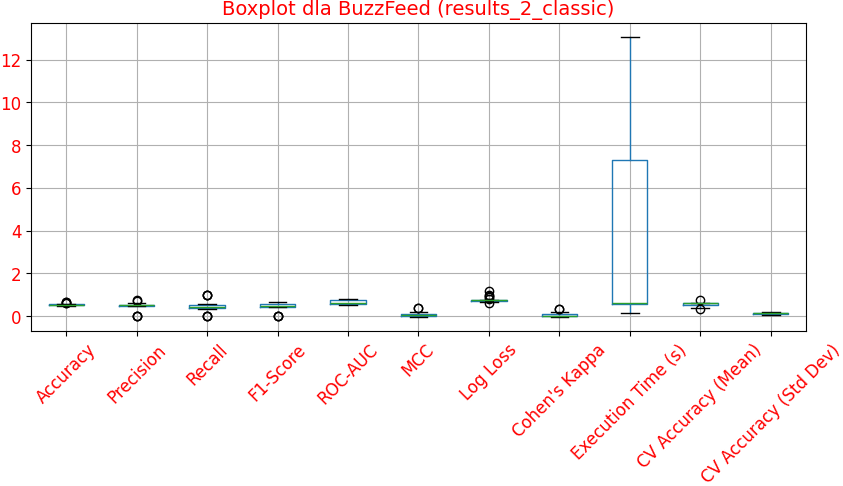 Boxplot dla BuzzFeed (results_2_classic)
12
10
8
6
4
2
0
Accuracy
Precision
Recall
F1-Score
ROC-AUC
MCC
Log Loss
Cohen's Kappa
Execution Time (s)
CV Accuracy (Mean)
CV Accuracy (Std Dev)